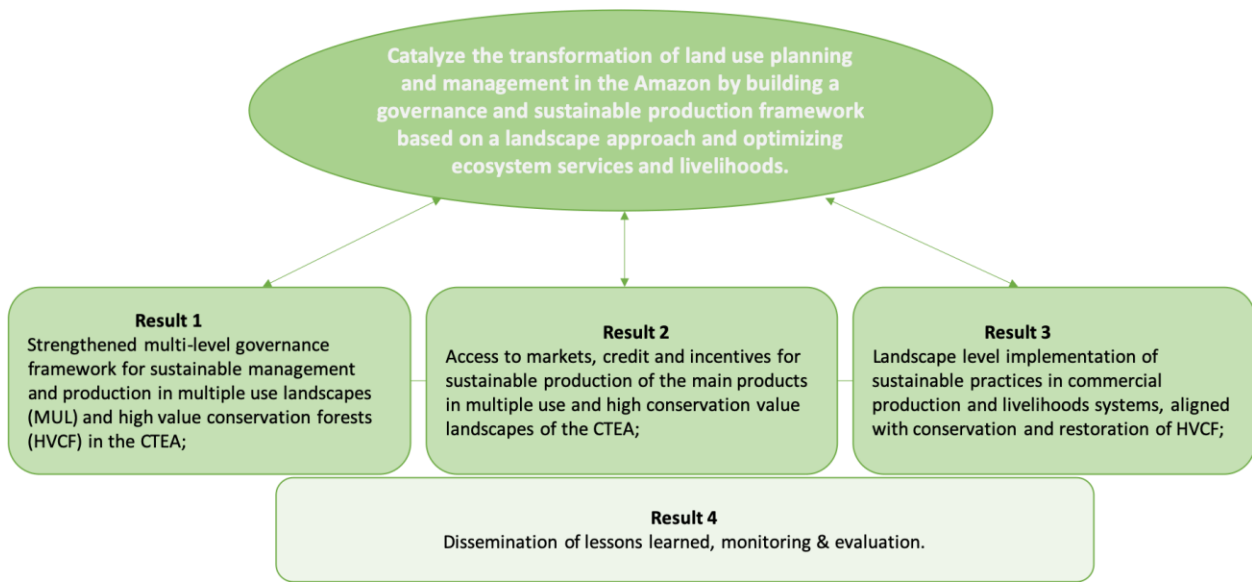 Catalyze the transformation of land use planning
and management in the Amazon by building a
governance and sustainable production framework
based on a landscape approach and optimizing
ecosystem services and livelihoods.
Result 1
Strengthened multi-level governance
framework for sustainable management
and production in multiple use landscapes
(MUL) and high value conservation forests
(HVCF) in the CTEA;
Result 2
Access to markets, credit and incentives for
sustainable production of the main products
in multiple use and high conservation value
landscapes of the CTEA;
Result 3
Landscape level implementation of
sustainable practices in commercial
production and livelihoods systems, aligned
with conservation and restoration of HVCF;
Result 4
Dissemination of lessons learned, monitoring & evaluation.